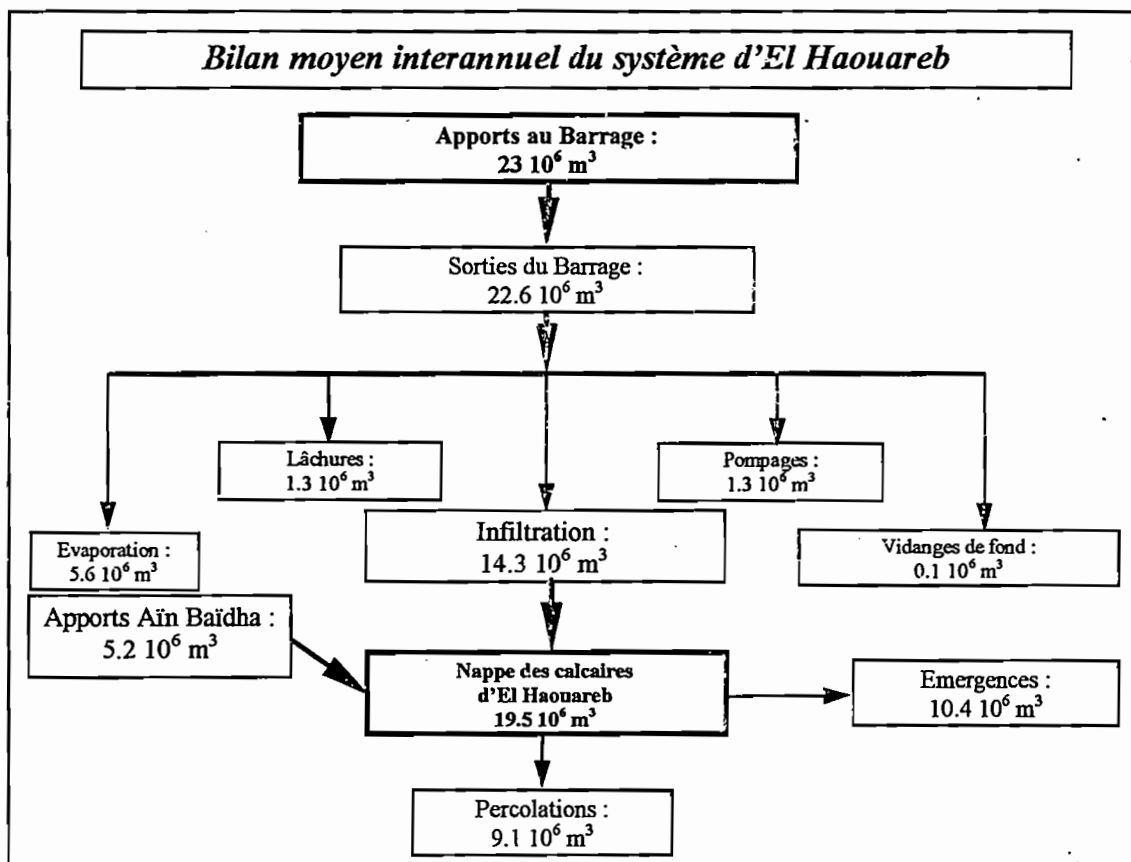 Bilan moyen interannuel du système d'El Haouareb
Apports au Barrage :
23 10⁶ m³
Sorties du Barrage :
22.6 10⁶ m³
Lâchures :
1.3 10⁶ m³
Pompages :
1.3 10⁶ m³
Evaporation :
5.6 10⁶ m³
Infiltration :
14.3 10⁶ m³
Vidanges de fond :
0.1 10⁶ m³
Apports Aïn Baïdha :
5.2 10⁶ m³
Nappe des calcaires
d'El Haouareb
19.5 10⁶ m³
Emergences :
10.4 10⁶ m³
Percolations :
9.1 10⁶ m³